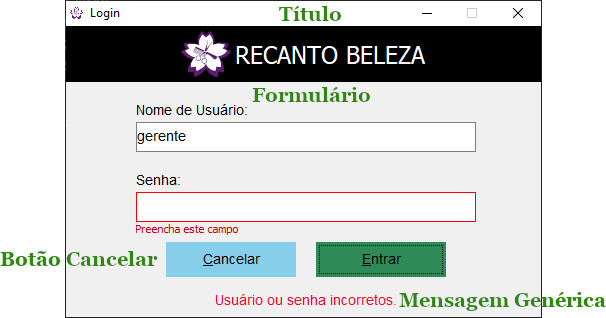 Login
Título
RECANTO BELEZA
Formulário
Nome de Usuário:
gerente
Senha:
Preencha este campo
Botão Cancelar
Cancelar
Entrar
Usuário ou senha incorretos.
Mensagem Genérica